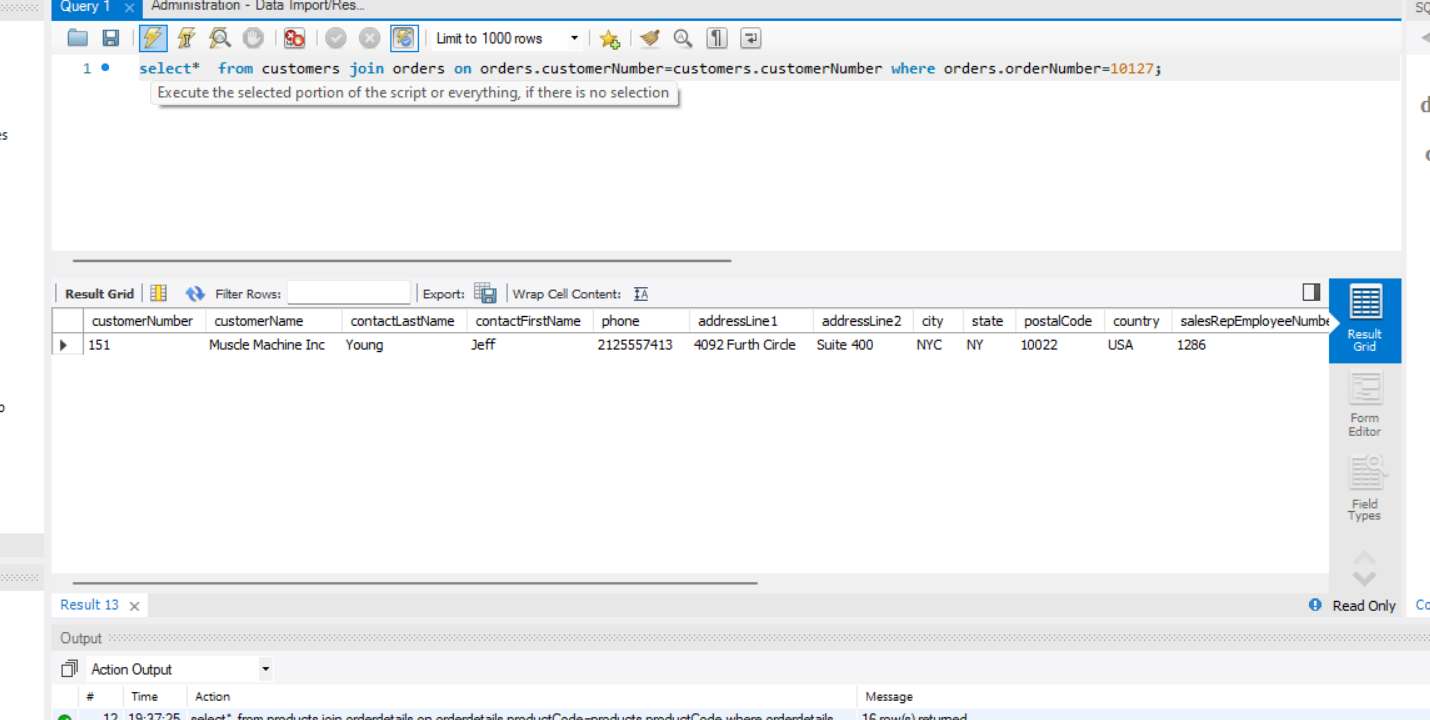 Query 1
Administration - Data Import/Res...
SQ
Limit to 1000 rows
1 select*  from customers join orders on orders.customerNumber=customers.customerNumber where orders.orderNumber=10127;
Execute the selected portion of the script or everything, if there is no selection
Result Grid Filter Rows: Export: Wrap Cell Content:
customerNumber customerName contactLastName contactFirstName phone addressLine1 addressLine2 city state postalCode country salesRepEmployeeNumbe
151 Muscle Machine Inc Young Jeff 2125557413 4092 Furth Circle Suite 400 NYC NY 10022 USA 1286
Result
Grid
Form
Editor
Field
Types
Result 13
Read Only
Co
Output
Action Output
# Time Action Message
12 19:37:25 select* from products join orderdetails on orderdetails.productCode=products.productCode where orderdetails... 16 row(s) returned